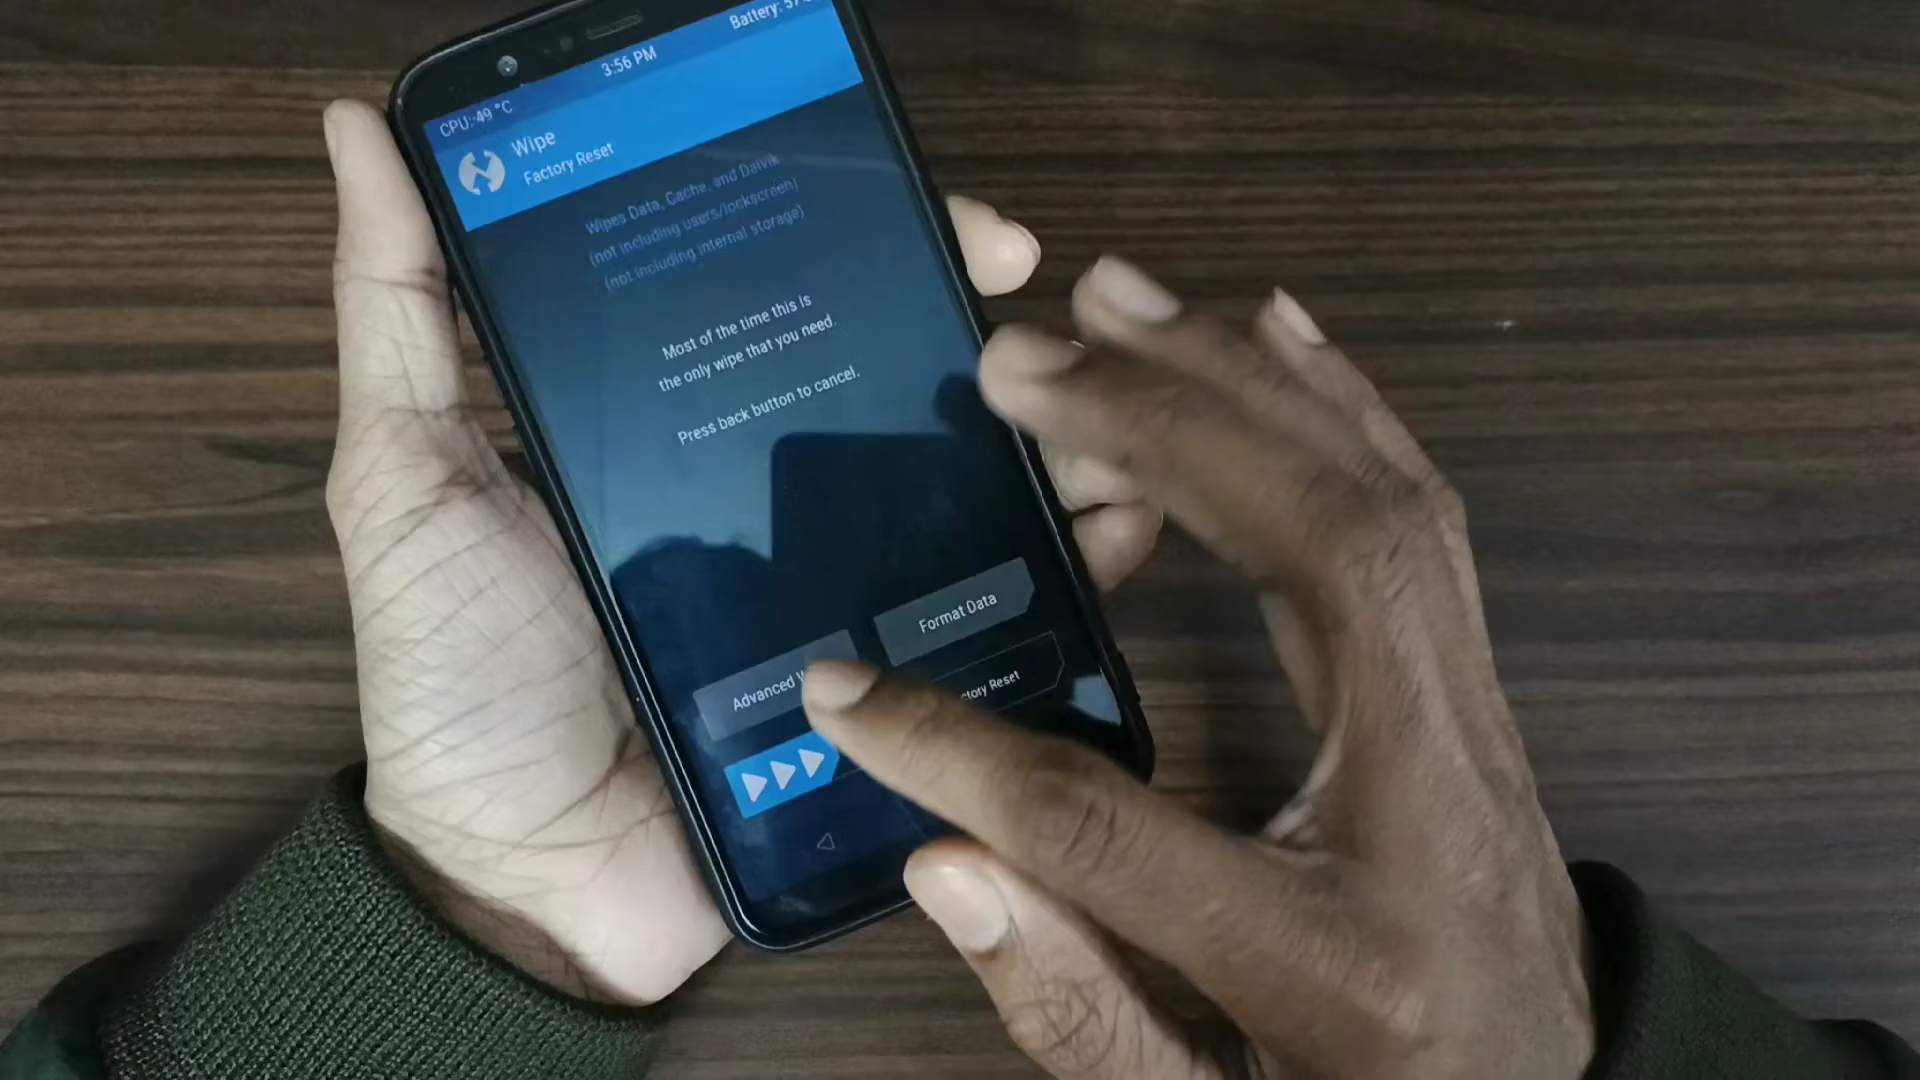 3:56 PM
Battery:
CPU: 49 °C
Wipe
Factory Reset
Wipes Data, Cache, and Dalvik
(not including users/lockscreen)
(not including internal storage)
Most of the time this is
the only wipe that you need.
Press back button to cancel.
Format Data
Advanced
Reset